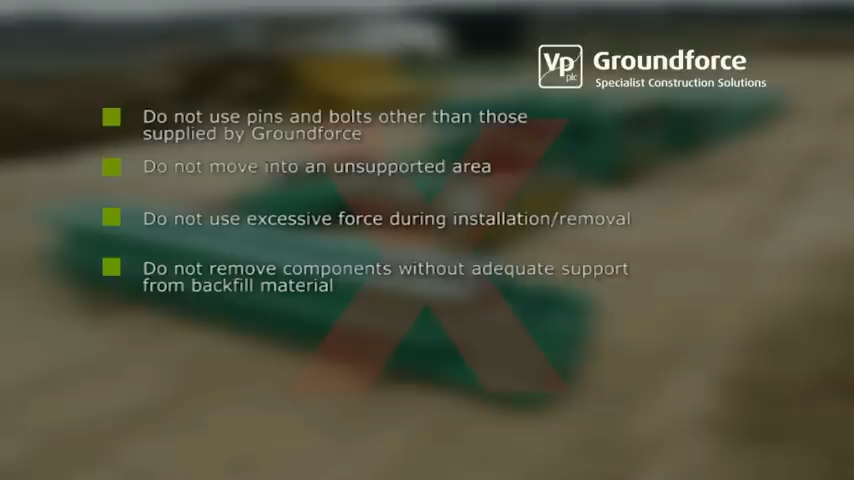 Vp plc
Groundforce
Specialist Construction Solutions
Do not use pins and bolts other than those
supplied by Groundforce
Do not move into an unsupported area
Do not use excessive force during installation/removal
Do not remove components without adequate support
from backfill material